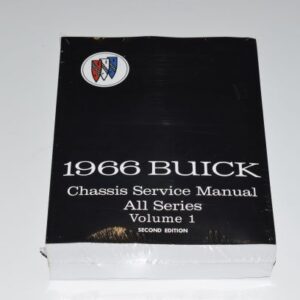 1966 BUICK
Chassis Service Manual
All Series
Volume 1
SECOND EDITION